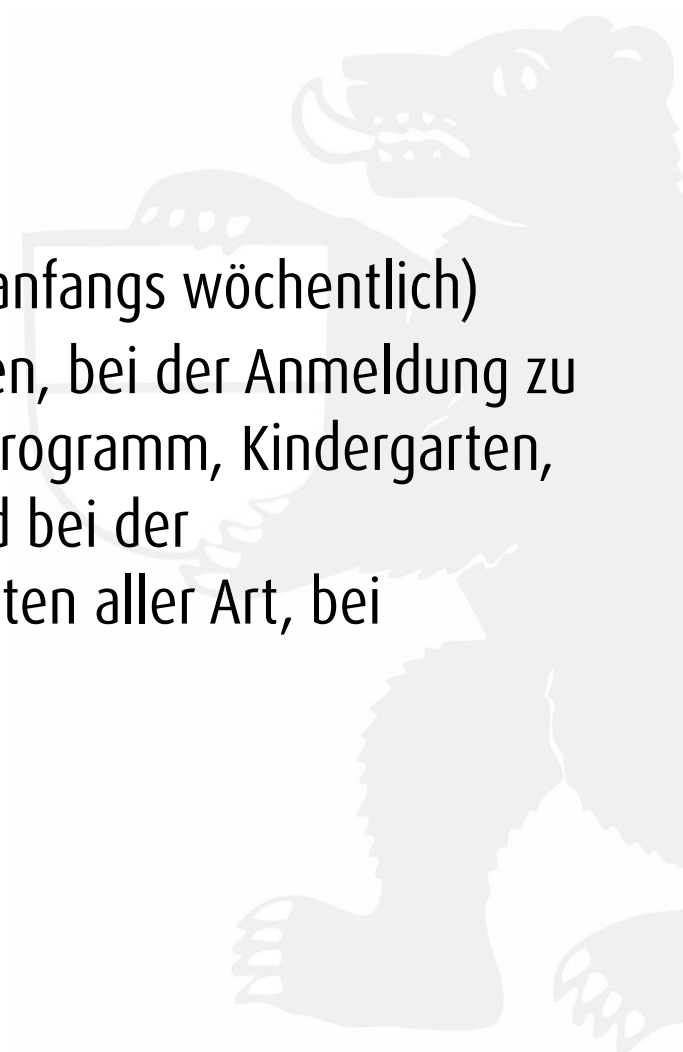 anfangs wöchentlich)
en, bei der Anmeldung zu
rogramm, Kindergarten,
d bei der
ten aller Art, bei